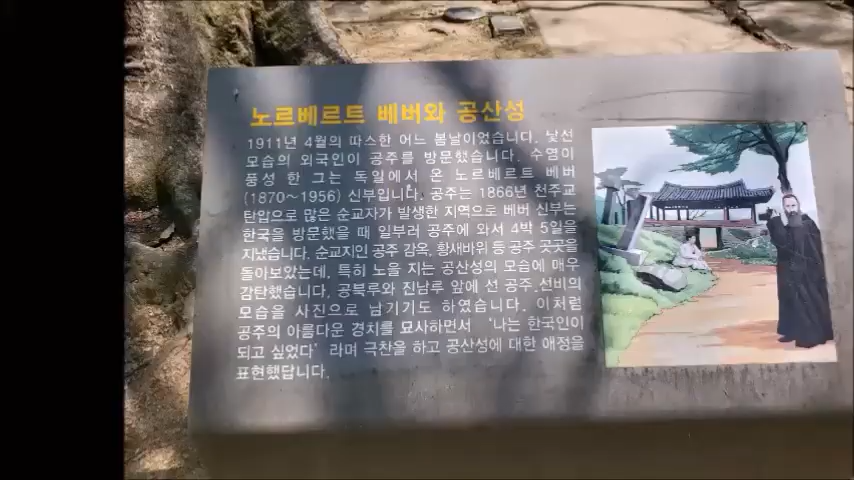 노르베르트 베버와 공산성
1911년 4월의 따스한 어느 봄날이었습니다. 낯선
모습의 외국인이 공주를 방문했습니다. 수염이
풍성 한 그는 독일에서 온 노르베르트 베버
(1870~1956) 신부입니다. 공주는 1866년 천주교
탄압으로 많은 순교자가 발생한 지역으로 베버 신부는
한국을 방문했을 때 일부러 공주에 와서 4박 5일을
지냈습니다. 순교지인 공주 감옥, 황새바위 등 공주 곳곳을
돌아보았는데, 특히 노을 지는 공산성의 모습에 매우
감탄했습니다. 공북루와 진남루 앞에 선 공주 선비의
모습을 사진으로 남기기도 하였습니다. 이처럼
공주의 아름다운 경치를 묘사하면서 '나는 한국인이
되고 싶었다' 라며 극찬을 하고 공산성에 대한 애정을
표현했답니다.